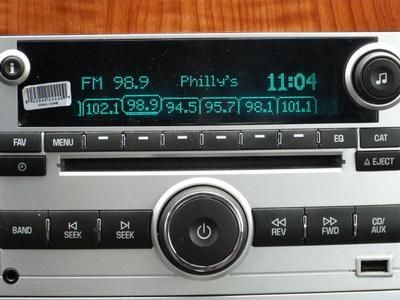 FM 98.9 Philly's 11:04
102.1 98.9 94.5 95.7 98.1 101.1
FAV MENU EQ CAT
EJECT
BAND SEEK SEEK REV FWD CD/
AUX